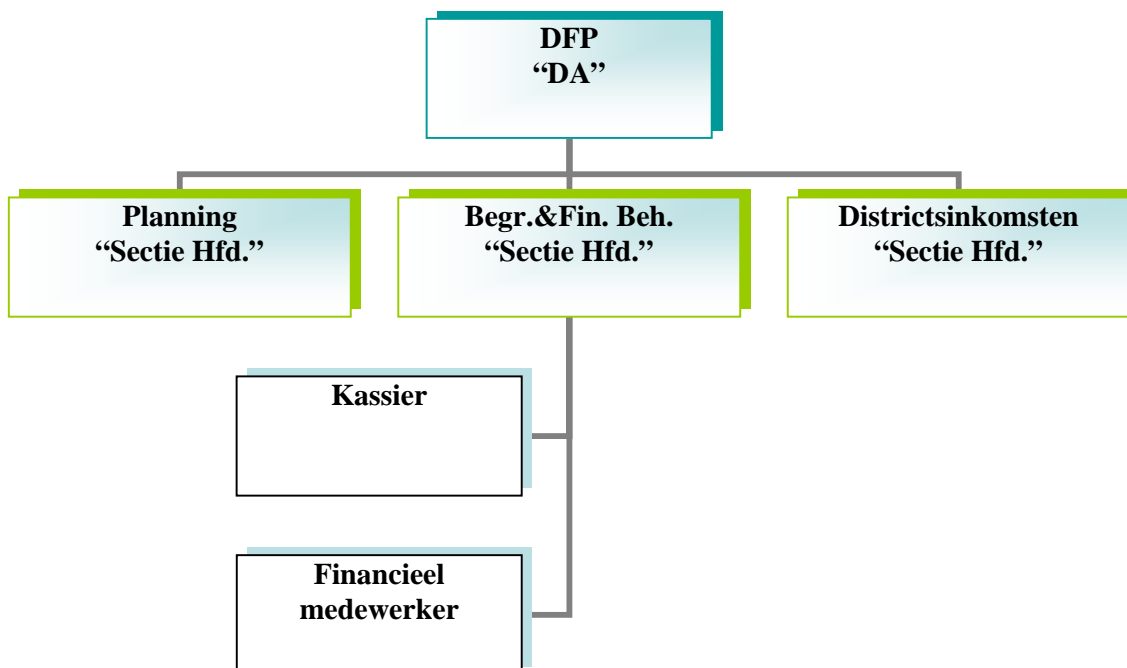 DFP
“DA”
Planning
“Sectie Hfd.”
Begr.&Fin. Beh.
“Sectie Hfd.”
Districtsinkomsten
“Sectie Hfd.”
Kassier
Financieel
medewerker